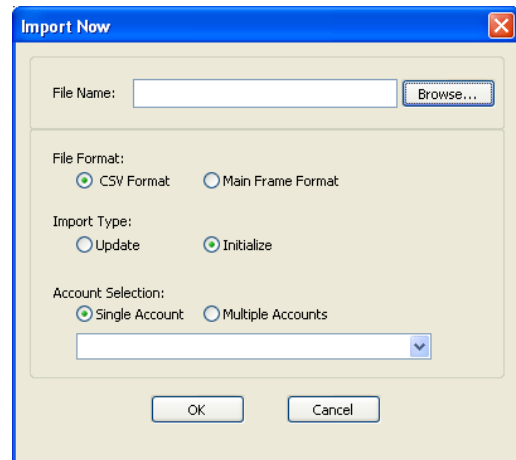 Import Now
File Name:
Browse...
File Format:
CSV Format Main Frame Format
Import Type:
Update Initialize
Account Selection:
Single Account Multiple Accounts
OK Cancel